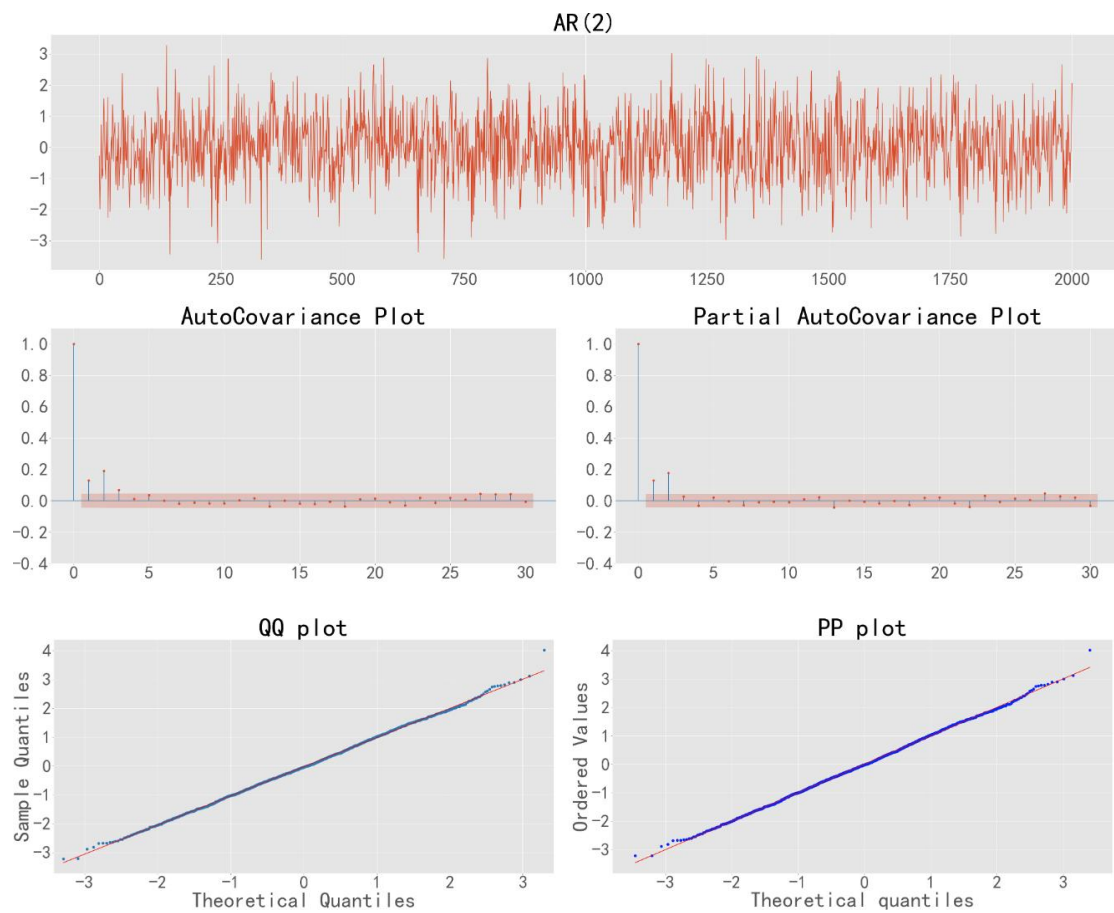 AR(2)
3
2
1
0
-1
-2
-3
0 250 500 750 1000 1250 1500 1750 2000
AutoCovariance Plot
1.0
0.8
0.6
0.4
0.2
0.0
-0.2
-0.4
0 5 10 15 20 25 30
Partial AutoCovariance Plot
1.0
0.8
0.6
0.4
0.2
0.0
-0.2
-0.4
0 5 10 15 20 25 30
QQ plot
Sample Quantiles
4
3
2
1
0
-1
-2
-3
-3 -2 -1 0 1 2 3
Theoretical Quantiles
PP plot
Ordered Values
4
3
2
1
0
-1
-2
-3
-3 -2 -1 0 1 2 3
Theoretical quantiles